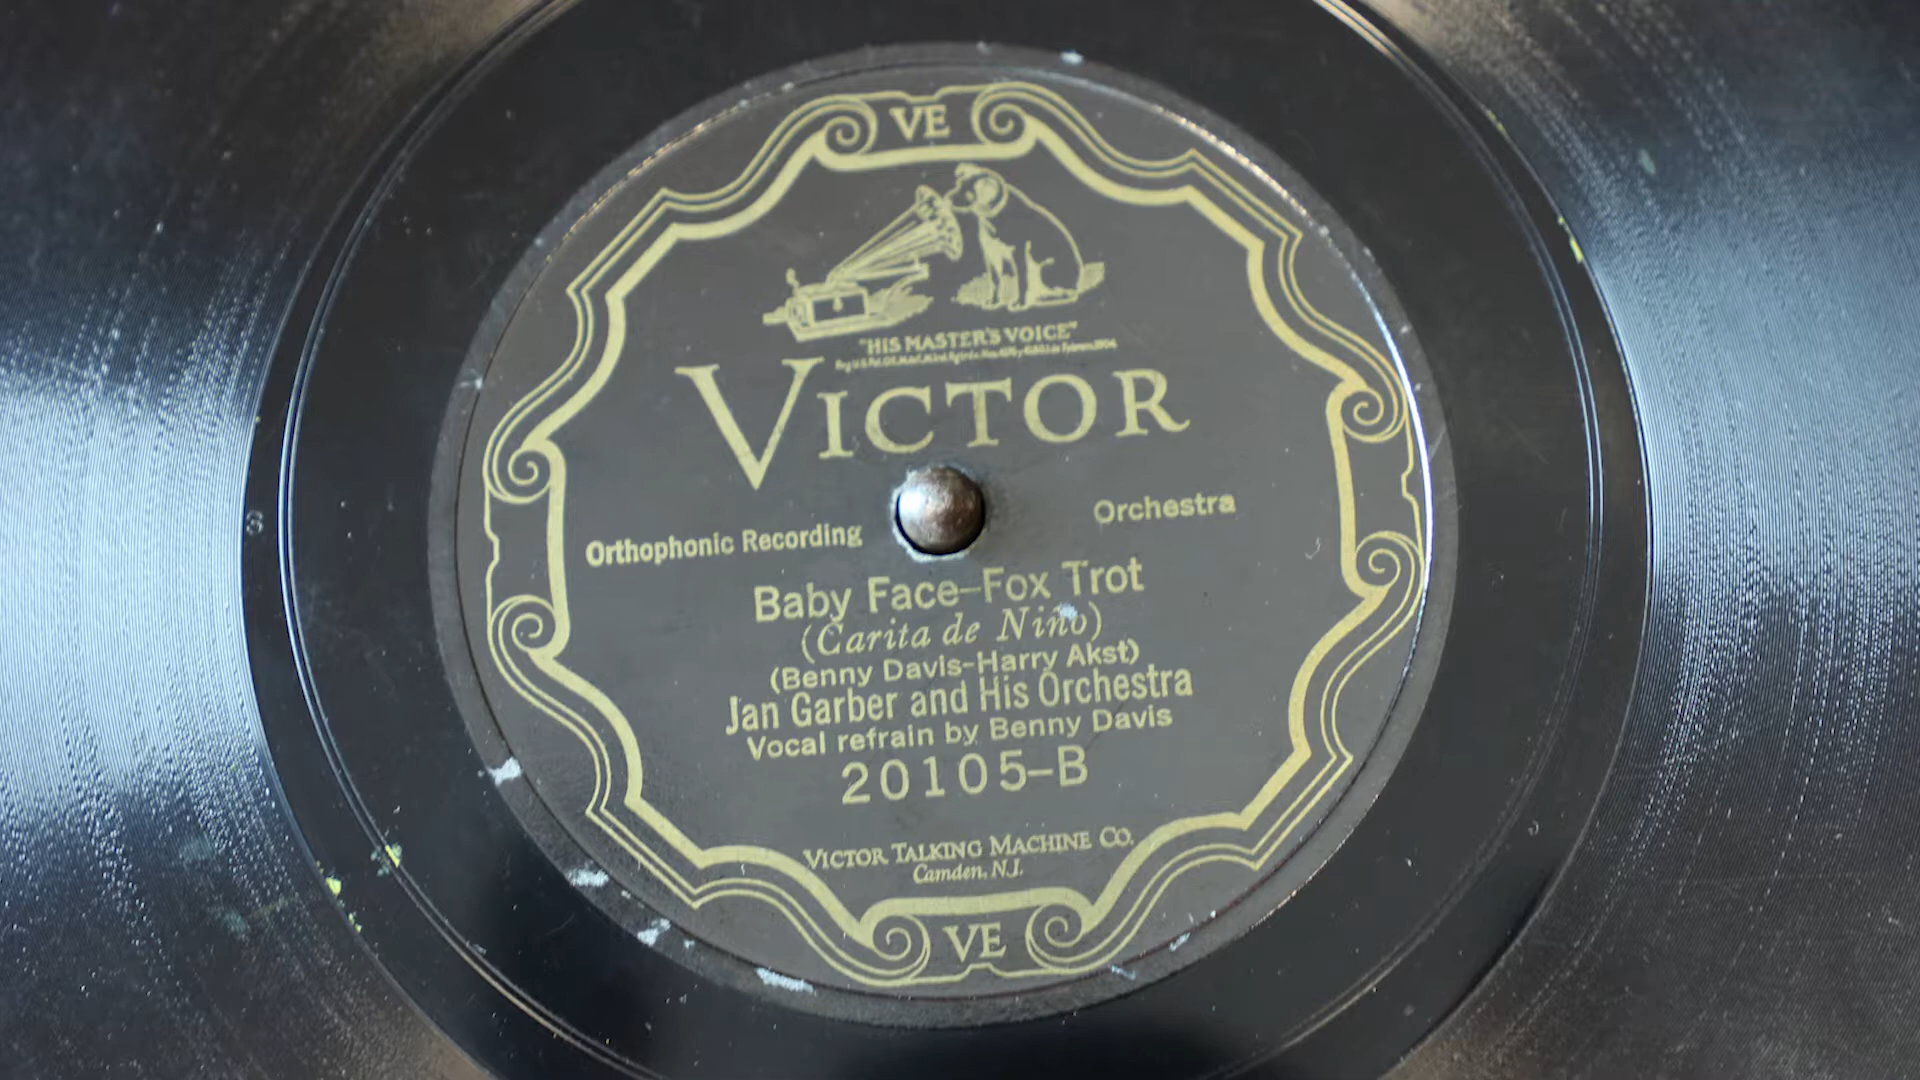 VE
"HIS MASTER'S VOICE"
VICTOR
Orthophonic Recording
Orchestra
Baby Face–Fox Trot
(Carita de Niño)
(Benny Davis-Harry Akst)
Jan Garber and His Orchestra
Vocal refrain by Benny Davis
20105–B
VICTOR TALKING MACHINE CO.
Camden, N.J.
VE